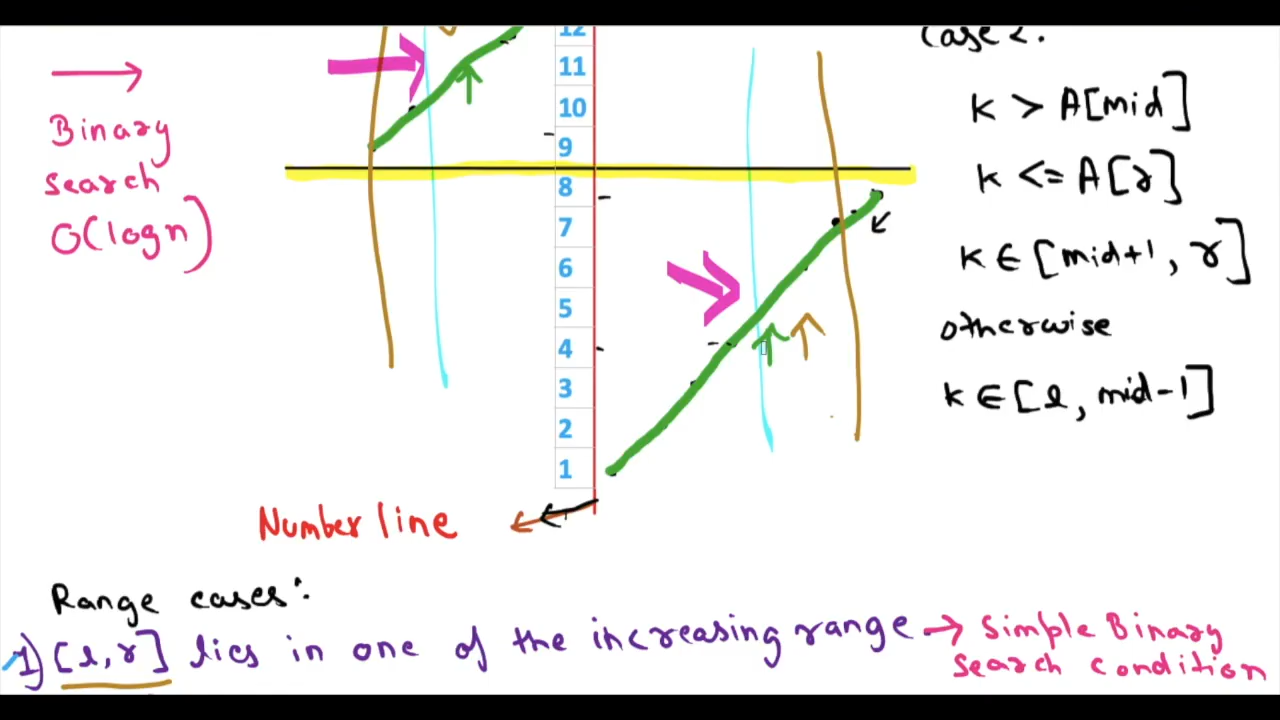 Binary
search
O(logn)
12
11
10
9
8
7
6
5
4
3
2
1
Case 2:
k > A[mid]
k <= A[r]
k ∈ [mid+1, r]
otherwise
k ∈ [l, mid-1]
Number line
Range cases:
1) [l, r] lies in one of the increasing range → Simple Binary
search condition